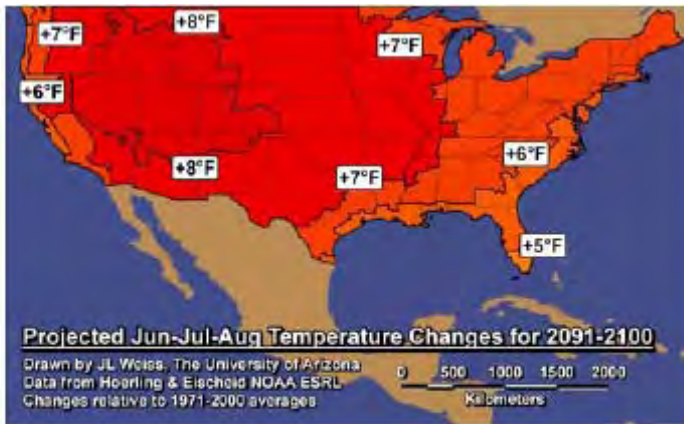 +8°F
+7°F
+7°F
+6°F
+6°F
+8°F
+7°F
+5°F
Projected Jun-Jul-Aug Temperature Changes for 2091-2100
Drawn by JL Weiss, The University of Arizona
Data from Hoerling & Eischeid NOAA ESRL
Changes relative to 1971-2000 averages
0 500 1000 1500 2000
Kilometers